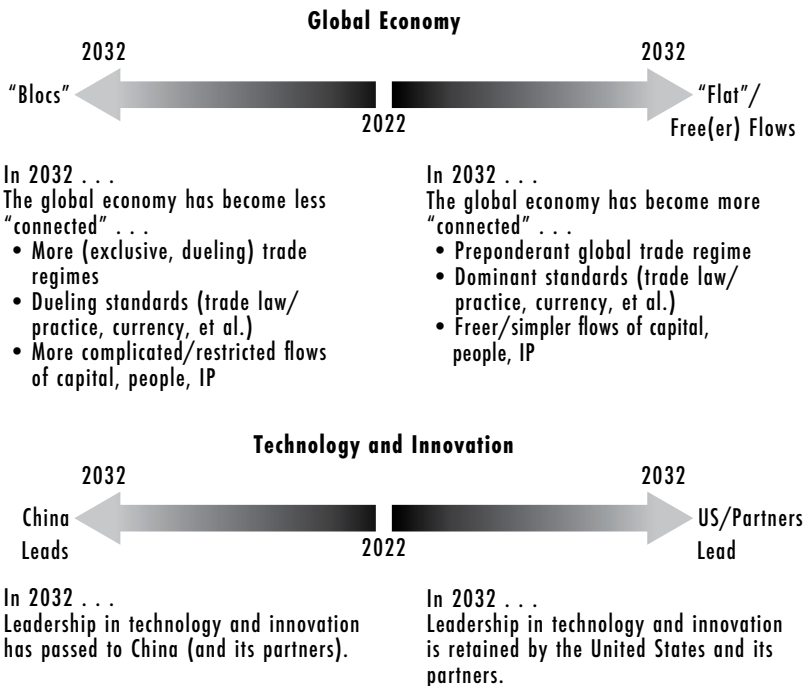 Global Economy
2032 2032
“Blocs” “Flat”/
2022 Free(er) Flows
In 2032 . . .
The global economy has become less
“connected” . . .
• More (exclusive, dueling) trade
regimes
• Dueling standards (trade law/
practice, currency, et al.)
• More complicated/restricted flows
of capital, people, IP
In 2032 . . .
The global economy has become more
“connected” . . .
• Preponderant global trade regime
• Dominant standards (trade law/
practice, currency, et al.)
• Freer/simpler flows of capital,
people, IP
Technology and Innovation
2032 2032
China US/Partners
Leads 2022 Lead
In 2032 . . .
Leadership in technology and innovation
has passed to China (and its partners).
In 2032 . . .
Leadership in technology and innovation
is retained by the United States and its
partners.